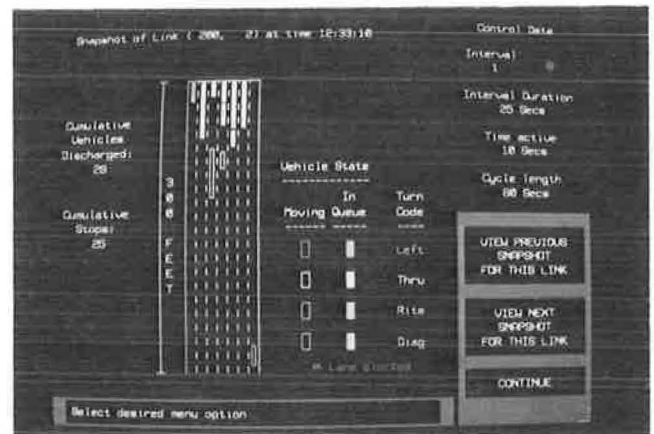 Snapshot of Link ( 200, 2) at time 12:33:10
Cumulative
Vehicles
Discharged:
Cumulative
Stops:
25
300 FEET
Vehicle State
Moving
In
Queue
Turn
Code
Left
Thru
Rite
Diag
Lane blocked
Control Data
Interval
1
Interval Duration
25 Secs
Time active
10 Secs
Cycle length
80 Secs
VIEW PREVIOUS
SNAPSHOT
FOR THIS LINK
VIEW NEXT
SNAPSHOT
FOR THIS LINK
CONTINUE
Select desired menu option